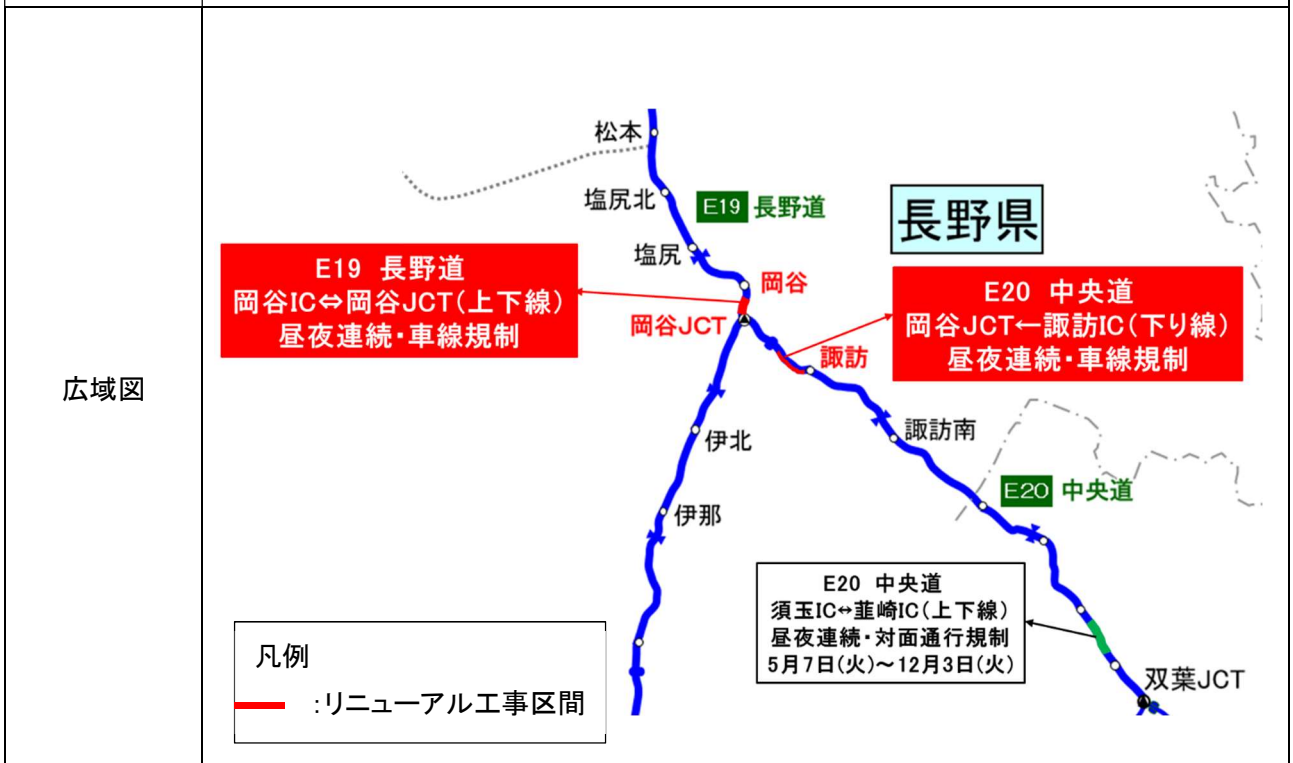 広域図
松本
塩尻北
E19 長野道
長野県
塩尻
E19 長野道
岡谷IC⇔岡谷JCT(上下線)
昼夜連続・車線規制
岡谷
岡谷JCT
E20 中央道
岡谷JCT←諏訪IC(下り線)
昼夜連続・車線規制
諏訪
諏訪南
伊北
E20 中央道
伊那
E20 中央道
須玉IC↔韮崎IC(上下線)
昼夜連続・対面通行規制
5月7日(火)～12月3日(火)
双葉JCT
凡例
:リニューアル工事区間